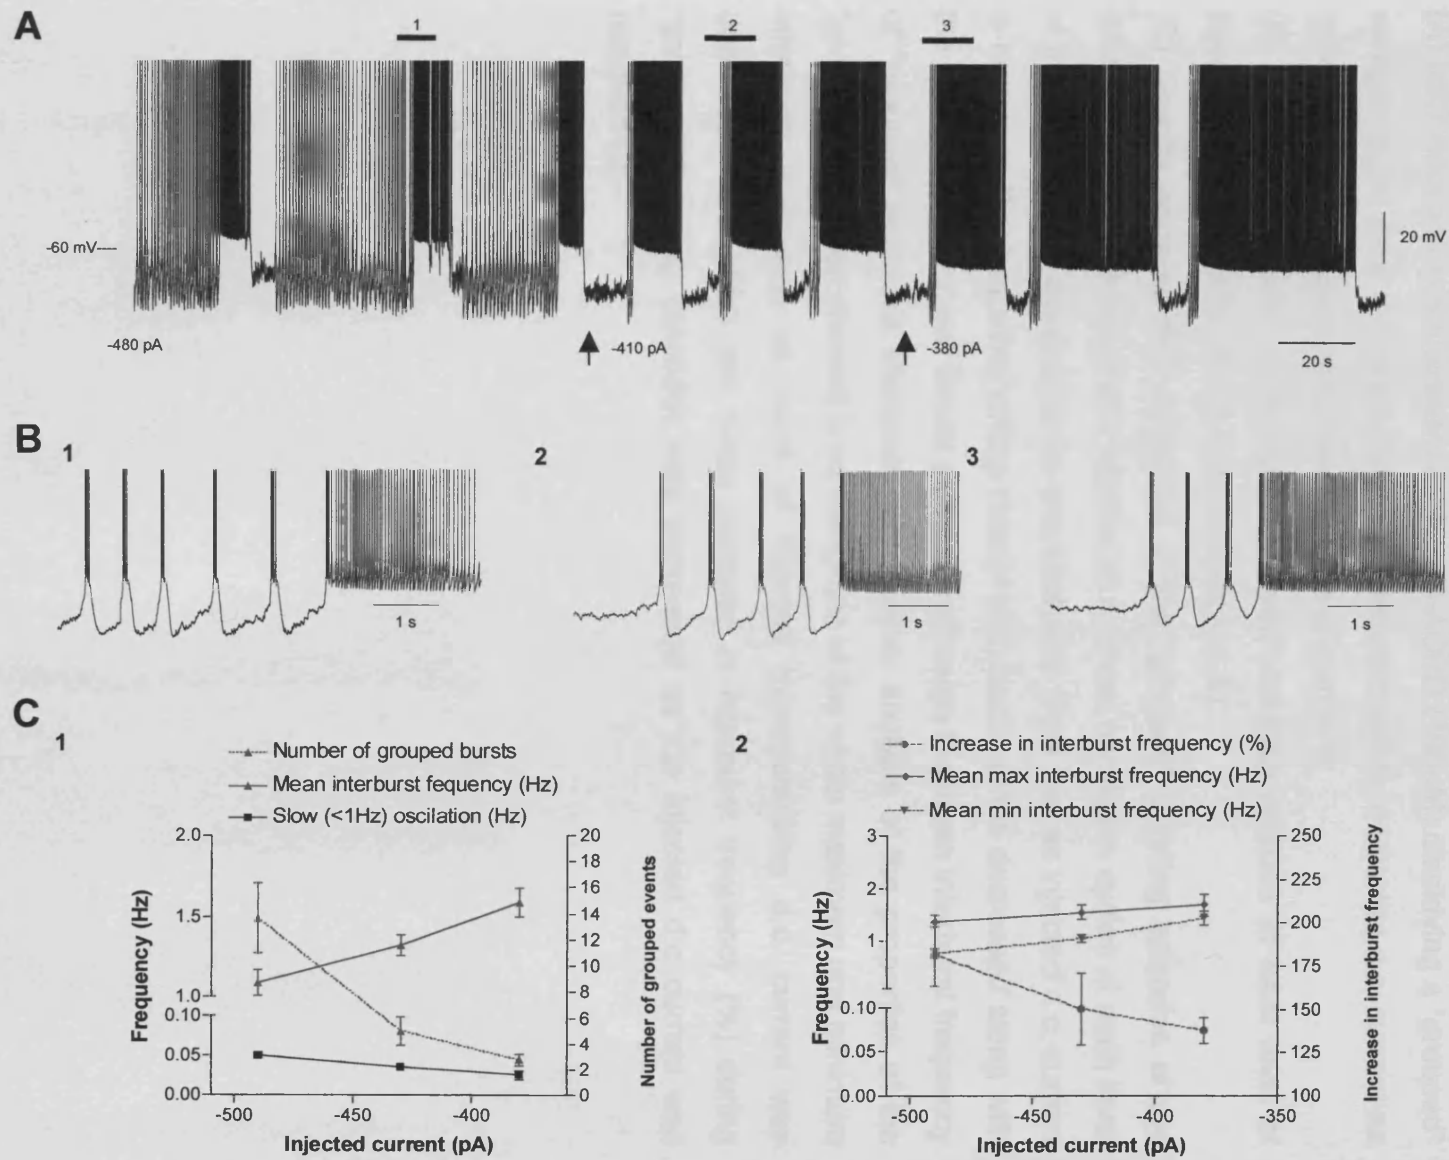 A
1
2
3
-60 mV
20 mV
-480 pA
-410 pA
-380 pA
20 s
B
1
2
3
1 s
1 s
1 s
C
1
Number of grouped bursts
Mean interburst fequency (Hz)
Slow (<1Hz) oscilation (Hz)
2.0
1.5
1.0
0.10
0.05
0.00
Frequency (Hz)
20
18
16
14
12
10
8
6
4
2
0
Number of grouped events
-500
-450
-400
Injected current (pA)
2
Increase in interburst frequency (%)
Mean max interburst frequency (Hz)
Mean min interburst frequency (Hz)
3
2
1
0.10
0.05
0.00
Frequency (Hz)
250
225
200
175
150
125
100
Increase in interburst frequency
-500
-450
-400
-350
Injected current (pA)